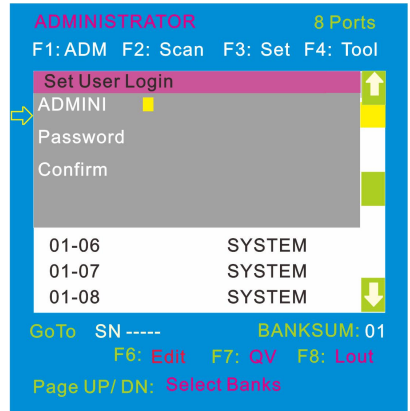 ADMINISTRATOR 8 Ports
F1: ADM F2: Scan F3: Set F4: Tool
Set User Login
ADMINI
Password
Confirm
01-06 SYSTEM
01-07 SYSTEM
01-08 SYSTEM
GoTo SN ----- BANKSUM: 01
F6: Edit F7: QV F8: Lout
Page UP/ DN: Select Banks